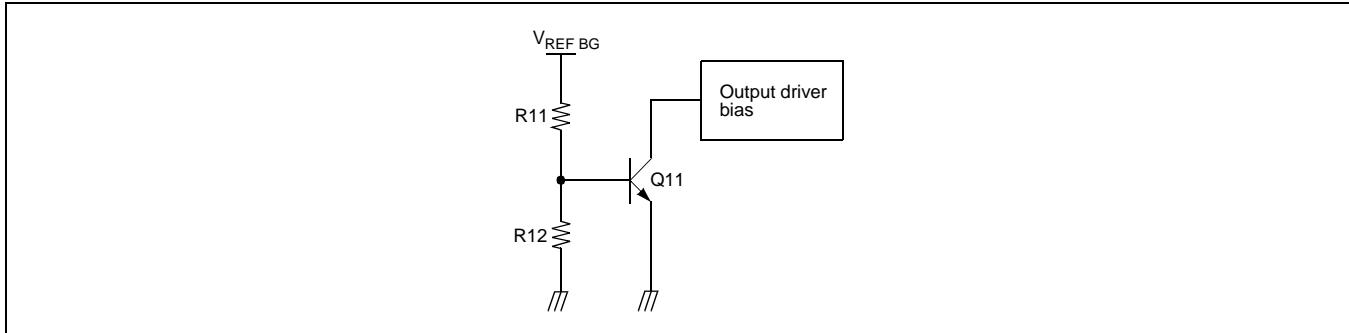 VREF BG
R11
Output driver
bias
Q11
R12